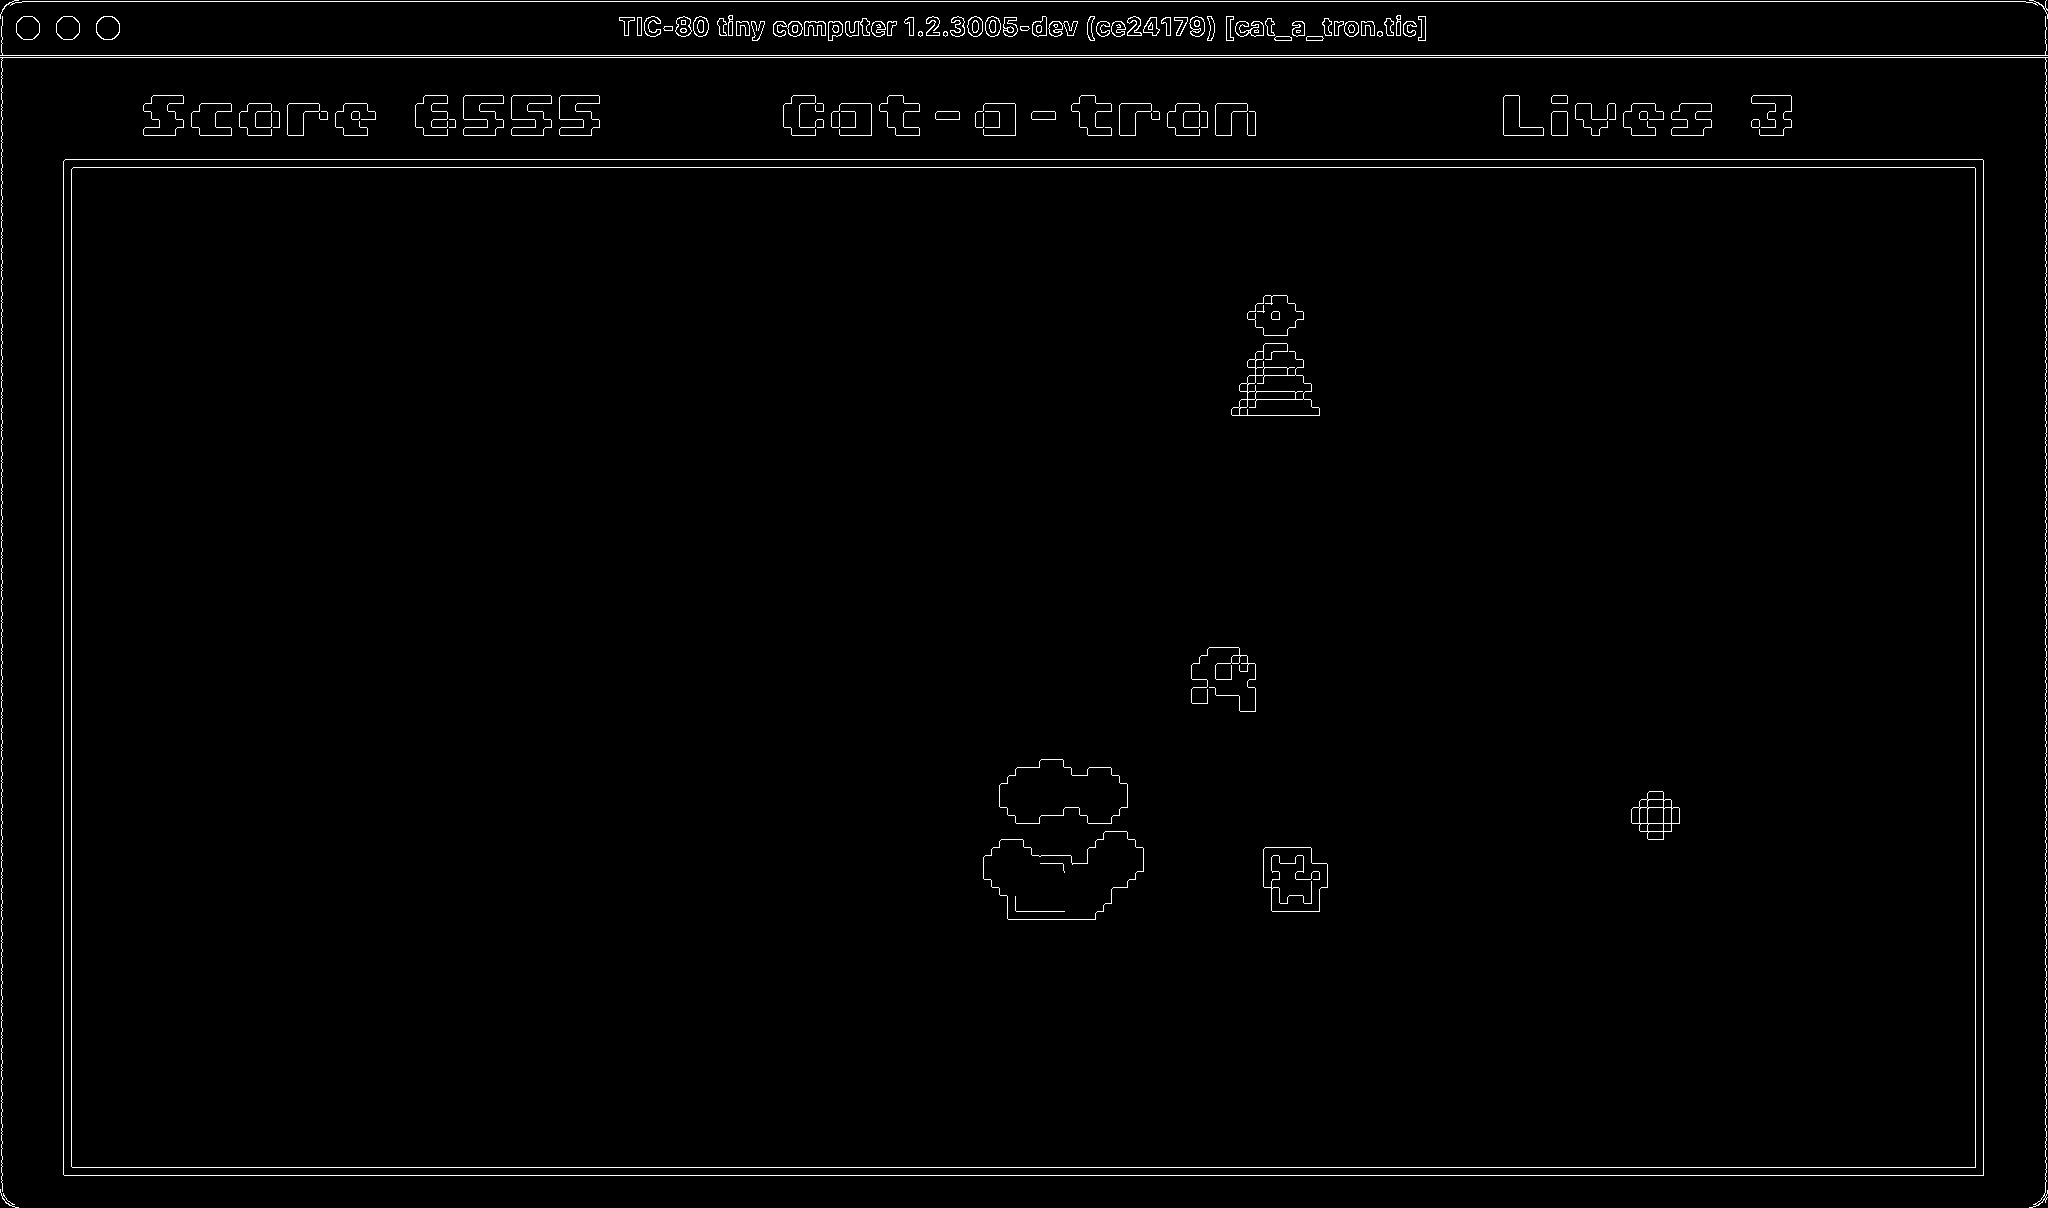 TIC-80 tiny computer 1.2.3005-dev (ce24179) [cat_a_tron.tic]
Score 6555 Cat-a-tron Lives 3